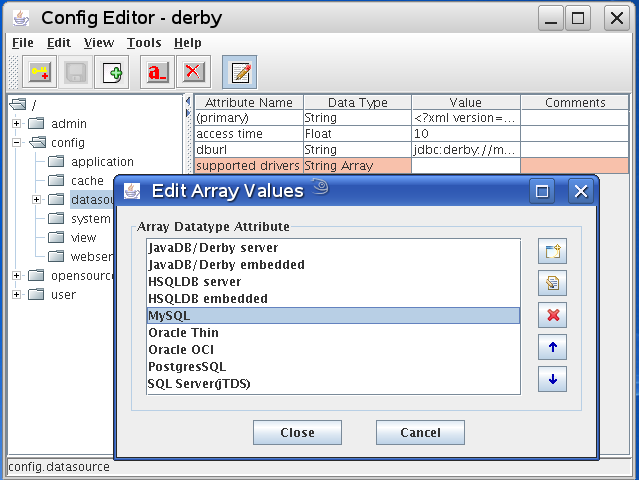 Config Editor - derby
File Edit View Tools Help
a
/
admin
config
application
cache
datasou
system
view
webser
opensourc
user
Attribute Name Data Type Value Comments
(primary) String <?xml version=...
access time Float 10
dburl String jdbc:derby://m...
supported drivers String Array
Edit Array Values
Array Datatype Attribute
JavaDB/Derby server
JavaDB/Derby embedded
HSQLDB server
HSQLDB embedded
MySQL
Oracle Thin
Oracle OCI
PostgresSQL
SQL Server(jTDS)
Close Cancel
config.datasource